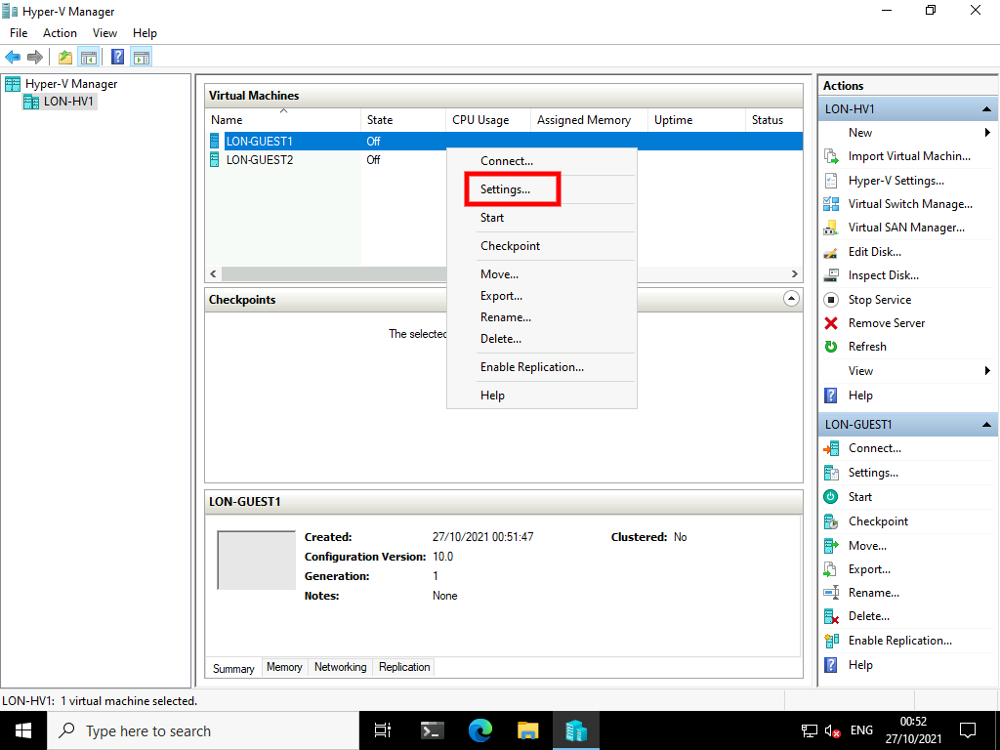 Hyper-V Manager
File Action View Help
Hyper-V Manager
LON-HV1
Virtual Machines
Name State CPU Usage Assigned Memory Uptime Status
LON-GUEST1 Off
LON-GUEST2 Off
Connect...
Settings...
Start
Checkpoint
Move...
Export...
Rename...
Delete...
Enable Replication...
Help
Checkpoints
The selected
LON-GUEST1
Created: 27/10/2021 00:51:47 Clustered: No
Configuration Version: 10.0
Generation: 1
Notes: None
Summary Memory Networking Replication
Actions
LON-HV1
New
Import Virtual Machin...
Hyper-V Settings...
Virtual Switch Manage...
Virtual SAN Manager...
Edit Disk...
Inspect Disk...
Stop Service
Remove Server
Refresh
View
Help
LON-GUEST1
Connect...
Settings...
Start
Checkpoint
Move...
Export...
Rename...
Delete...
Enable Replication...
Help
LON-HV1: 1 virtual machine selected.
Type here to search
ENG
00:52
27/10/2021